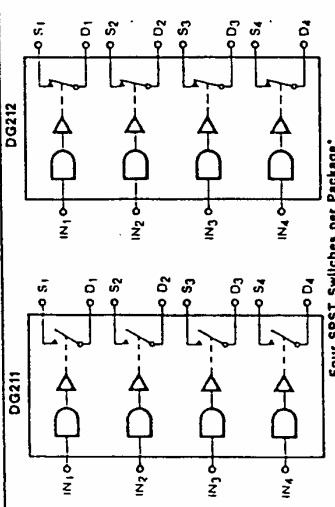 DG211
IN1
S1
D1
IN2
S2
D2
IN3
S3
D3
IN4
S4
D4
DG212
IN1
S1
D1
IN2
S2
D2
IN3
S3
D3
IN4
S4
D4
Four SPST Switches per Package*